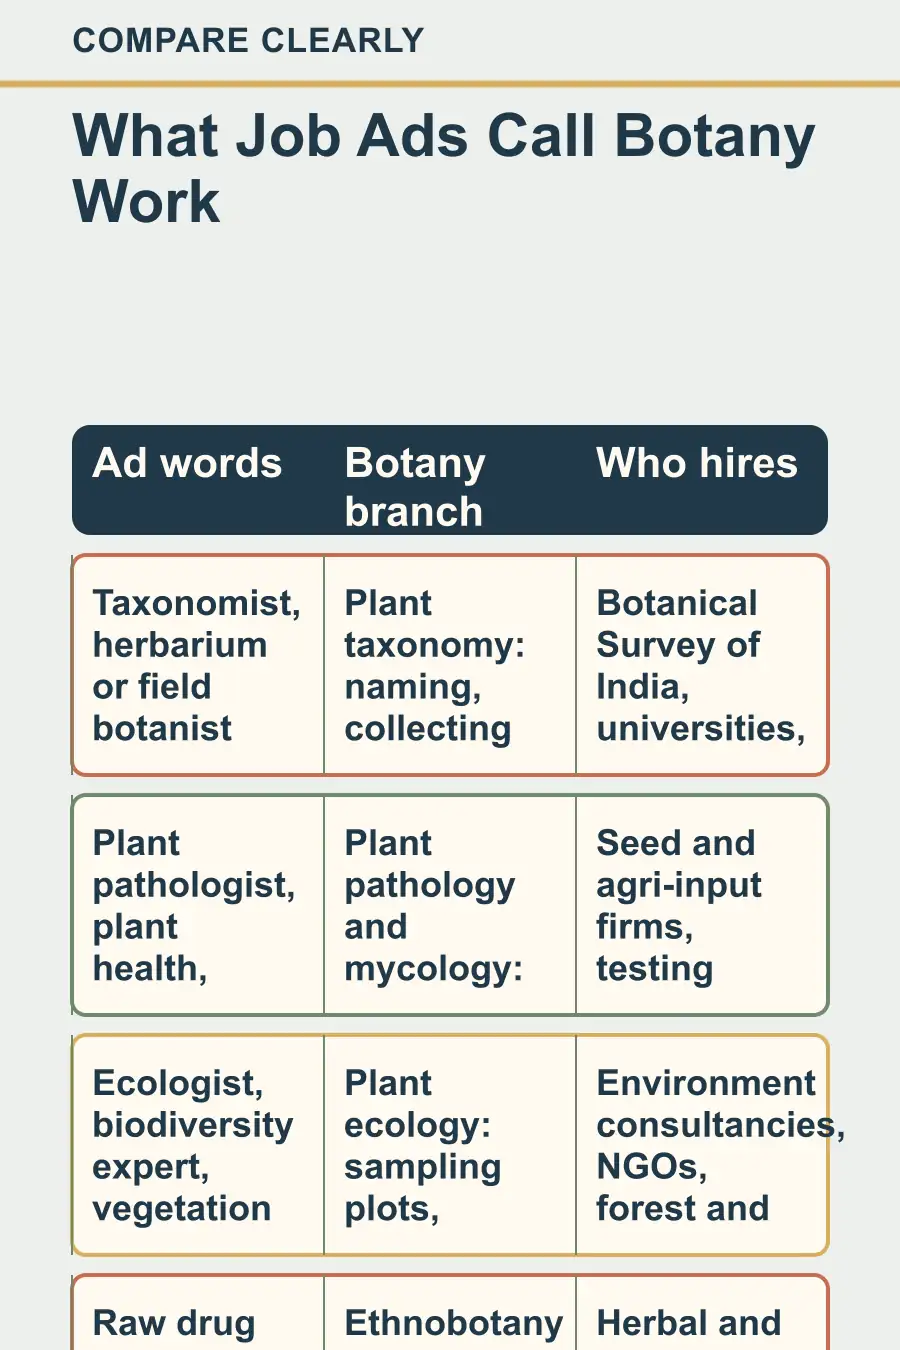 COMPARE CLEARLY
What Job Ads Call Botany
Work
Ad words
Botany
branch
Who hires
Taxonomist,
herbarium
or field
botanist
Plant
taxonomy:
naming,
collecting
Botanical
Survey of
India,
universities,
Plant
pathologist,
plant
health,
Plant
pathology
and
mycology:
Seed and
agri-input
firms,
testing
Ecologist,
biodiversity
expert,
vegetation
Plant
ecology:
sampling
plots,
Environment
consultancies,
NGOs,
forest and
Raw drug
Ethnobotany
Herbal and